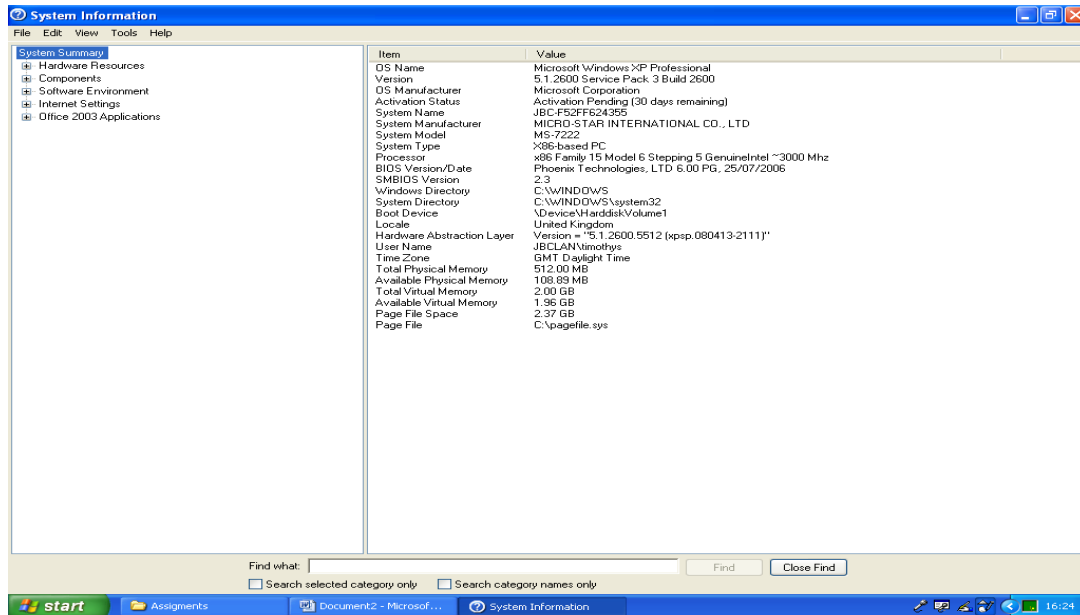 System Information
File Edit View Tools Help
System Summary
Hardware Resources
Components
Software Environment
Internet Settings
Office 2003 Applications
Item Value
OS Name Microsoft Windows XP Professional
Version 5.1.2600 Service Pack 3 Build 2600
OS Manufacturer Microsoft Corporation
Activation Status Activation Pending (30 days remaining)
System Name JBC-F52FF624355
System Manufacturer MICRO-STAR INTERNATIONAL CO., LTD
System Model MS-7222
System Type X86-based PC
Processor x86 Family 15 Model 6 Stepping 5 GenuineIntel ~3000 Mhz
BIOS Version/Date Phoenix Technologies, LTD 6.00 PG, 25/07/2006
SMBIOS Version 2.3
Windows Directory C:\WINDOWS
System Directory C:\WINDOWS\system32
Boot Device \Device\HarddiskVolume1
Locale United Kingdom
Hardware Abstraction Layer Version = "5.1.2600.5512 (xpsp.080413-2111)"
User Name JBCLAN\timothys
Time Zone GMT Daylight Time
Total Physical Memory 512.00 MB
Available Physical Memory 108.89 MB
Total Virtual Memory 2.00 GB
Available Virtual Memory 1.96 GB
Page File Space 2.37 GB
Page File C:\pagefile.sys
Find what: Find Close Find
Search selected category only Search category names only
start Assigments Document2 - Microsof... System Information 16:24